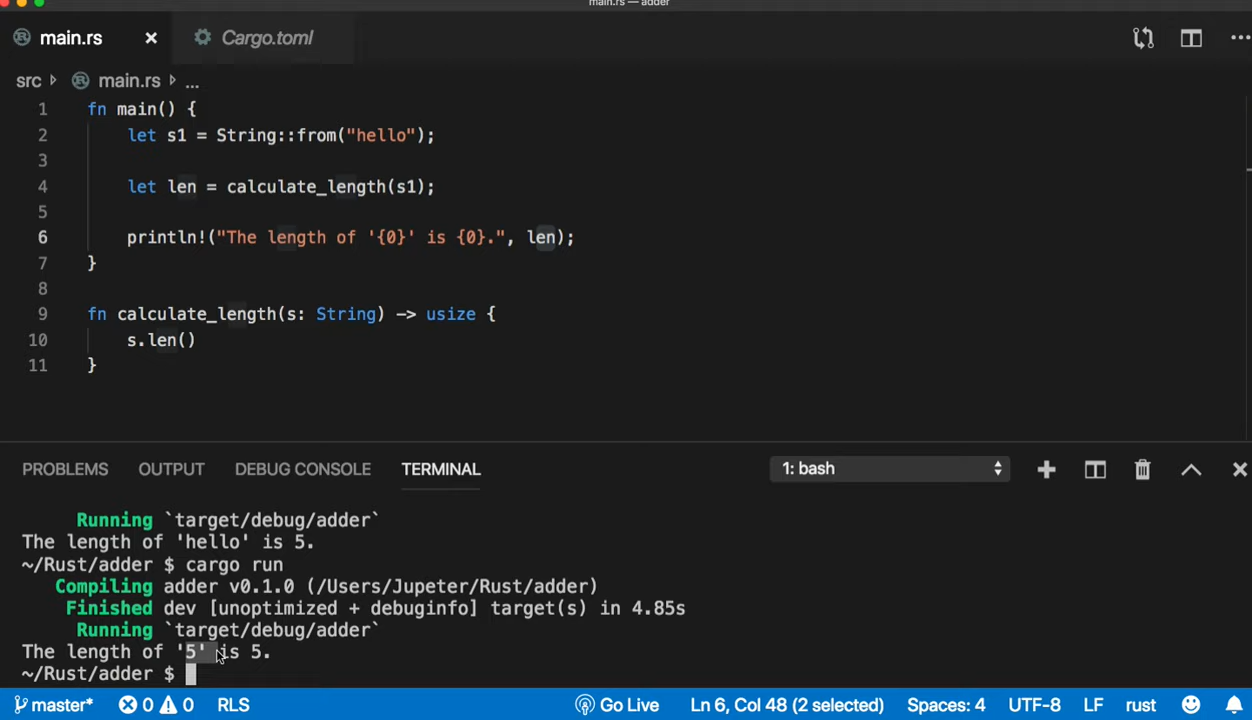 main.rs — adder
main.rs
Cargo.toml
src main.rs ...
1 fn main() {
2 let s1 = String::from("hello");
3
4 let len = calculate_length(s1);
5
6 println!("The length of '{0}' is {0}.", len);
7 }
8
9 fn calculate_length(s: String) -> usize {
10 s.len()
11 }
PROBLEMS OUTPUT DEBUG CONSOLE TERMINAL 1: bash
Running `target/debug/adder`
The length of 'hello' is 5.
~/Rust/adder $ cargo run
Compiling adder v0.1.0 (/Users/Jupeter/Rust/adder)
Finished dev [unoptimized + debuginfo] target(s) in 4.85s
Running `target/debug/adder`
The length of '5' is 5.
~/Rust/adder $
master* 0 0 RLS Go Live Ln 6, Col 48 (2 selected) Spaces: 4 UTF-8 LF rust